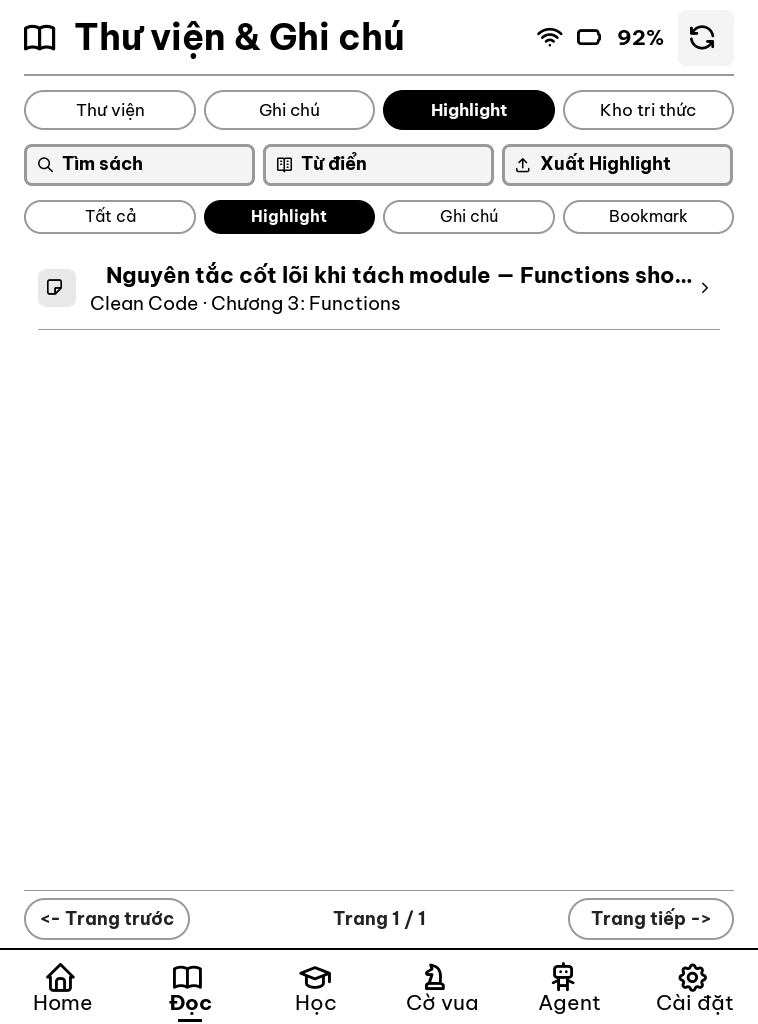 Thư viện & Ghi chú
92%
Thư viện
Ghi chú
Highlight
Kho tri thức
Tìm sách
Từ điển
Xuất Highlight
Tất cả
Highlight
Ghi chú
Bookmark
Nguyên tắc cốt lõi khi tách module — Functions sho...
Clean Code · Chương 3: Functions
<- Trang trước
Trang 1 / 1
Trang tiếp ->
Home
Đọc
Học
Cờ vua
Agent
Cài đặt